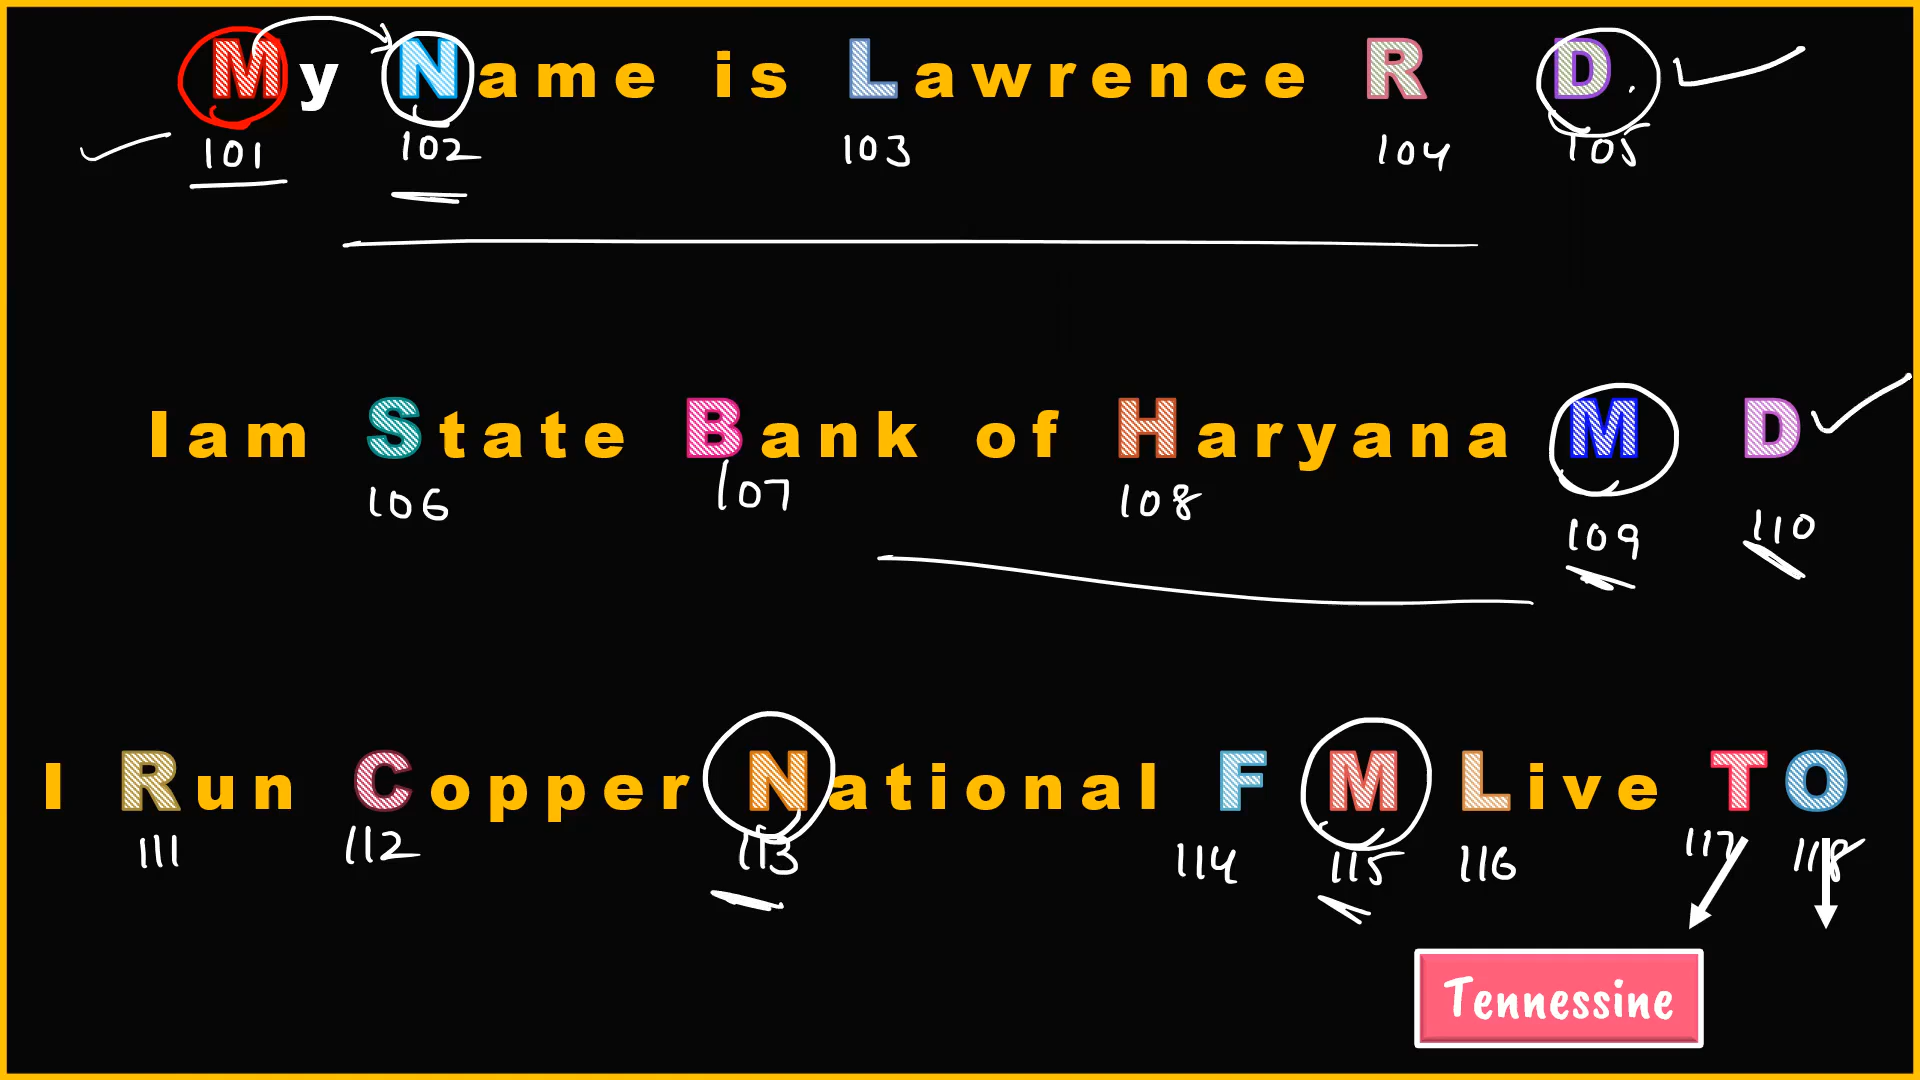 My Name is Lawrence R D.
101 102 103 104 105
I am State Bank of Haryana M D
106 107 108 109 110
I Run Copper National F M Live T O
111 112 113 114 115 116 117 118
Tennessine